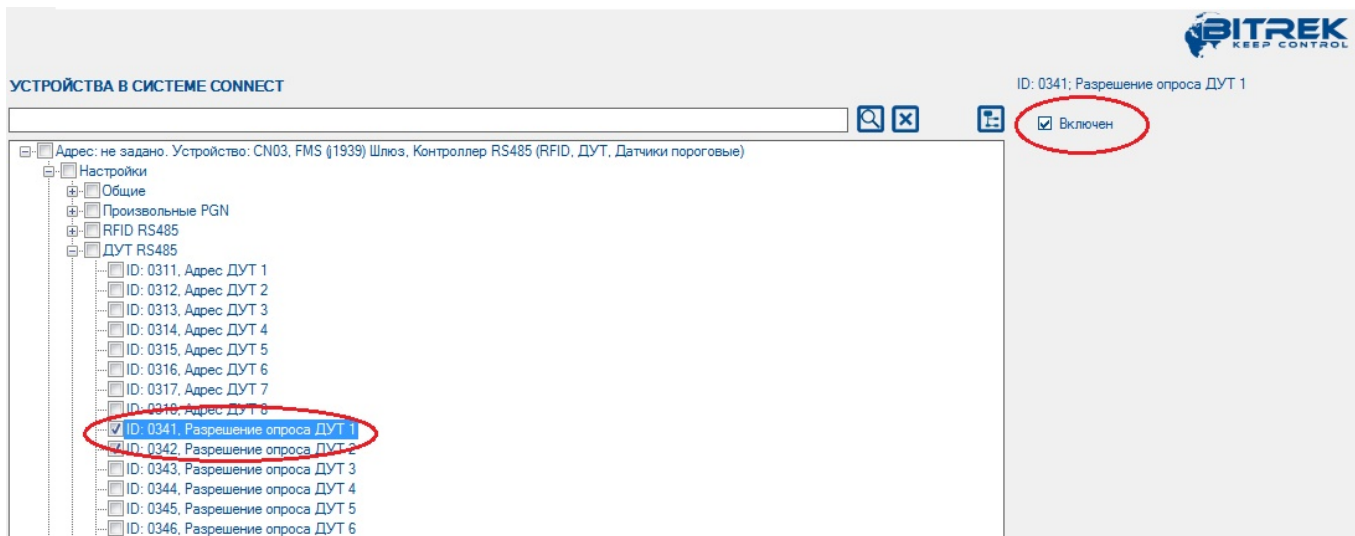 BITREK
KEEP CONTROL
УСТРОЙСТВА В СИСТЕМЕ CONNECT
ID: 0341; Разрешение опроса ДУТ 1
Включен
Адрес: не задано. Устройство: CN03, FMS (j1939) Шлюз, Контроллер RS485 (RFID, ДУТ, Датчики пороговые)
Настройки
Общие
Произвольные PGN
RFID RS485
ДУТ RS485
ID: 0311, Адрес ДУТ 1
ID: 0312, Адрес ДУТ 2
ID: 0313, Адрес ДУТ 3
ID: 0314, Адрес ДУТ 4
ID: 0315, Адрес ДУТ 5
ID: 0316, Адрес ДУТ 6
ID: 0317, Адрес ДУТ 7
ID: 0318, Адрес ДУТ 8
ID: 0341, Разрешение опроса ДУТ 1
ID: 0342, Разрешение опроса ДУТ 2
ID: 0343, Разрешение опроса ДУТ 3
ID: 0344, Разрешение опроса ДУТ 4
ID: 0345, Разрешение опроса ДУТ 5
ID: 0346, Разрешение опроса ДУТ 6